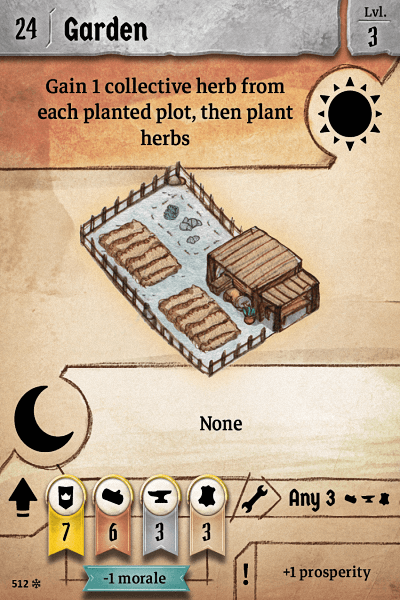 24 Garden
Lvl.
3
Gain 1 collective herb from
each planted plot, then plant
herbs
None
7 6 3 3
Any 3
-1 morale
! +1 prosperity
512